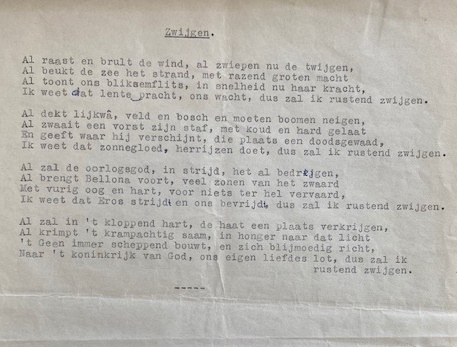 Zwijgen.
Al raast en brult de wind, al zwiepen nu de twijgen,
Al beukt de zee het strand, met razend groten macht
Al toont ons bliksemflits, in snelheid nu haar kracht,
Ik weet dat lente pracht, ons wacht, dus zal ik rustend zwijgen.
Al dekt lijkwâ, veld en bosch en moeten boomen neigen,
Al zwaait een vorst zijn staf, met koud en hard gelaat
En geeft waar hij verschijnt, die plaats een doodsgewaad,
Ik weet dat zonnegloed, herrijzen doet, dus zal ik rustend zwijgen.
Al zal de oorlogsgod, in strijd, het al bedreigen,
Al brengt Bellona voort, veel zonen van het zwaard
Met vurig oog en hart, voor niets ter hel vervaard,
Ik weet dat Eros strijdt en ons bevrijdt, dus zal ik rustend zwijgen.
Al zal in 't kloppend hart, de haat een plaats verkrijgen,
Al krimpt 't krampachtig saam, in honger naar dat licht
't Geen immer scheppend bouwt, en zich blijmoedig richt,
Naar 't koninkrijk van God, ons eigen liefdes lot, dus zal ik
rustend zwijgen.
-----